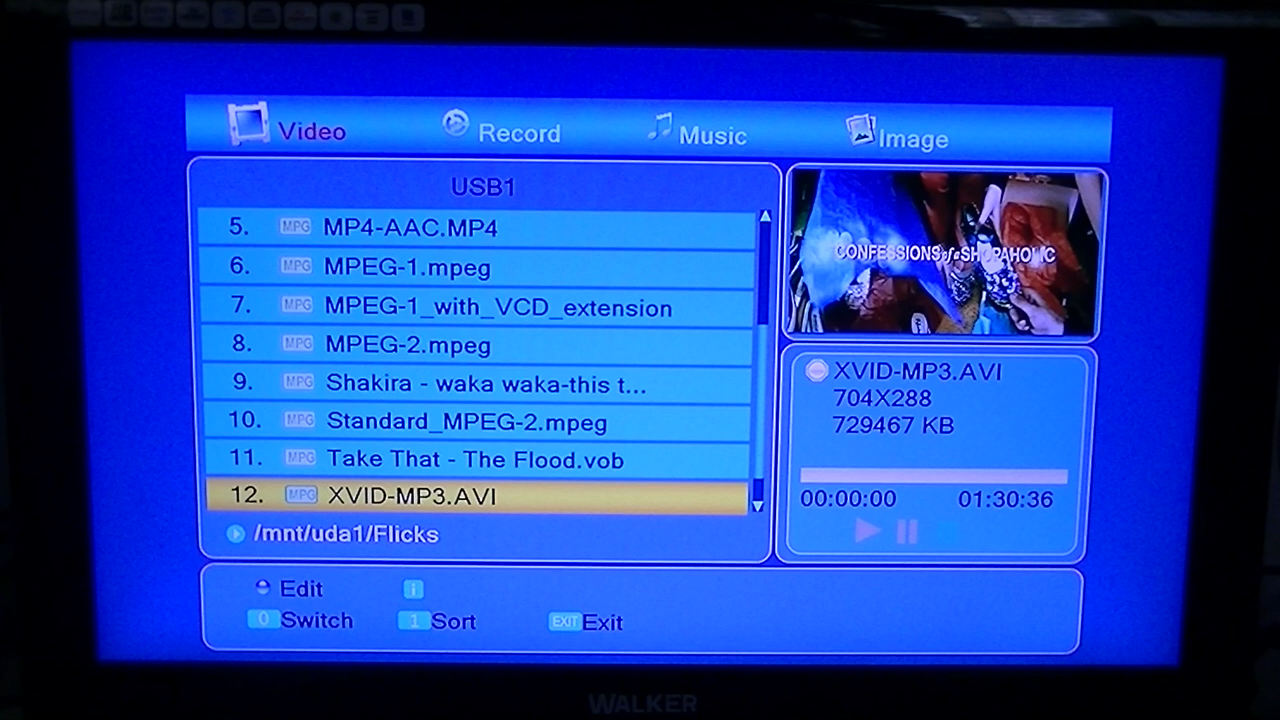 Video Record Music Image
USB1
5. MPG MP4-AAC.MP4
6. MPG MPEG-1.mpeg
7. MPG MPEG-1_with_VCD_extension
8. MPG MPEG-2.mpeg
9. MPG Shakira - waka waka-this t...
10. MPG Standard_MPEG-2.mpeg
11. MPG Take That - The Flood.vob
12. MPG XVID-MP3.AVI
/mnt/uda1/Flicks
CONFESSIONS of a SHOPAHOLIC
XVID-MP3.AVI
704X288
729467 KB
00:00:00 01:30:36
Edit i
0 Switch 1 Sort EXIT Exit
WALKER